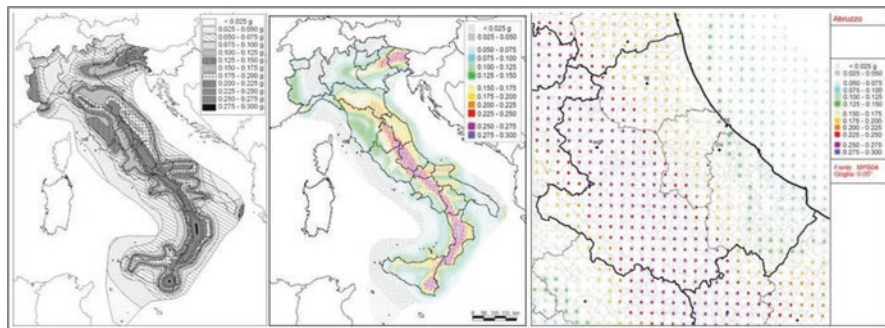 < 0.025 g
0.025 - 0.050 g
0.050 - 0.075 g
0.075 - 0.100 g
0.100 - 0.125 g
0.125 - 0.150 g
0.150 - 0.175 g
0.175 - 0.200 g
0.200 - 0.225 g
0.225 - 0.250 g
0.250 - 0.275 g
0.275 - 0.300 g
< 0.025
0.025 - 0.050
0.050 - 0.075
0.075 - 0.100
0.100 - 0.125
0.125 - 0.150
0.150 - 0.175
0.175 - 0.200
0.200 - 0.225
0.225 - 0.250
0.250 - 0.275
0.275 - 0.300
Abruzzo
< 0.025 g
0.025 - 0.050
0.050 - 0.075
0.075 - 0.100
0.100 - 0.125
0.125 - 0.150
0.150 - 0.175
0.175 - 0.200
0.200 - 0.225
0.225 - 0.250
0.250 - 0.275
0.275 - 0.300
Fonte: MPS04
Griglia: 0.05°